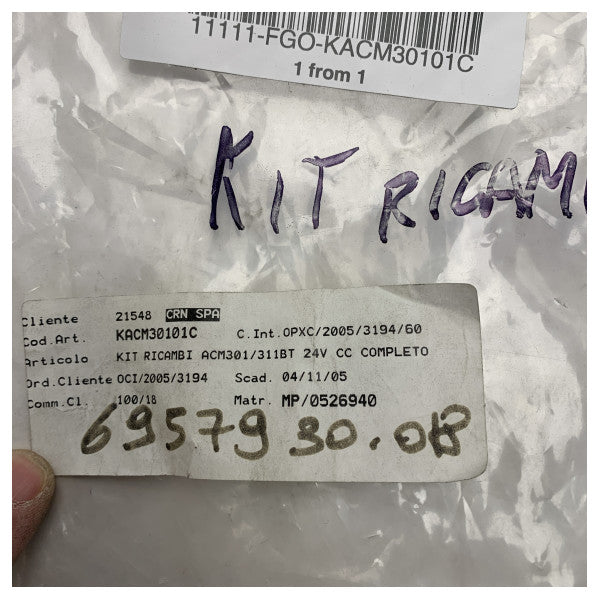 11111-FGO-KACM30101C
1 from 1
KIT RICAMI
Cliente 21548 CRN SPA
Cod.Art. KACM30101C C.Int.OPXC/2005/3194/60
Articolo KIT RICAMBI ACM301/311BT 24V CC COMPLETO
Ord.Cliente OCI/2005/3194 Scad. 04/11/05
Comm.Cl. 100/18 Matr. MP/0526940
69579 30.08